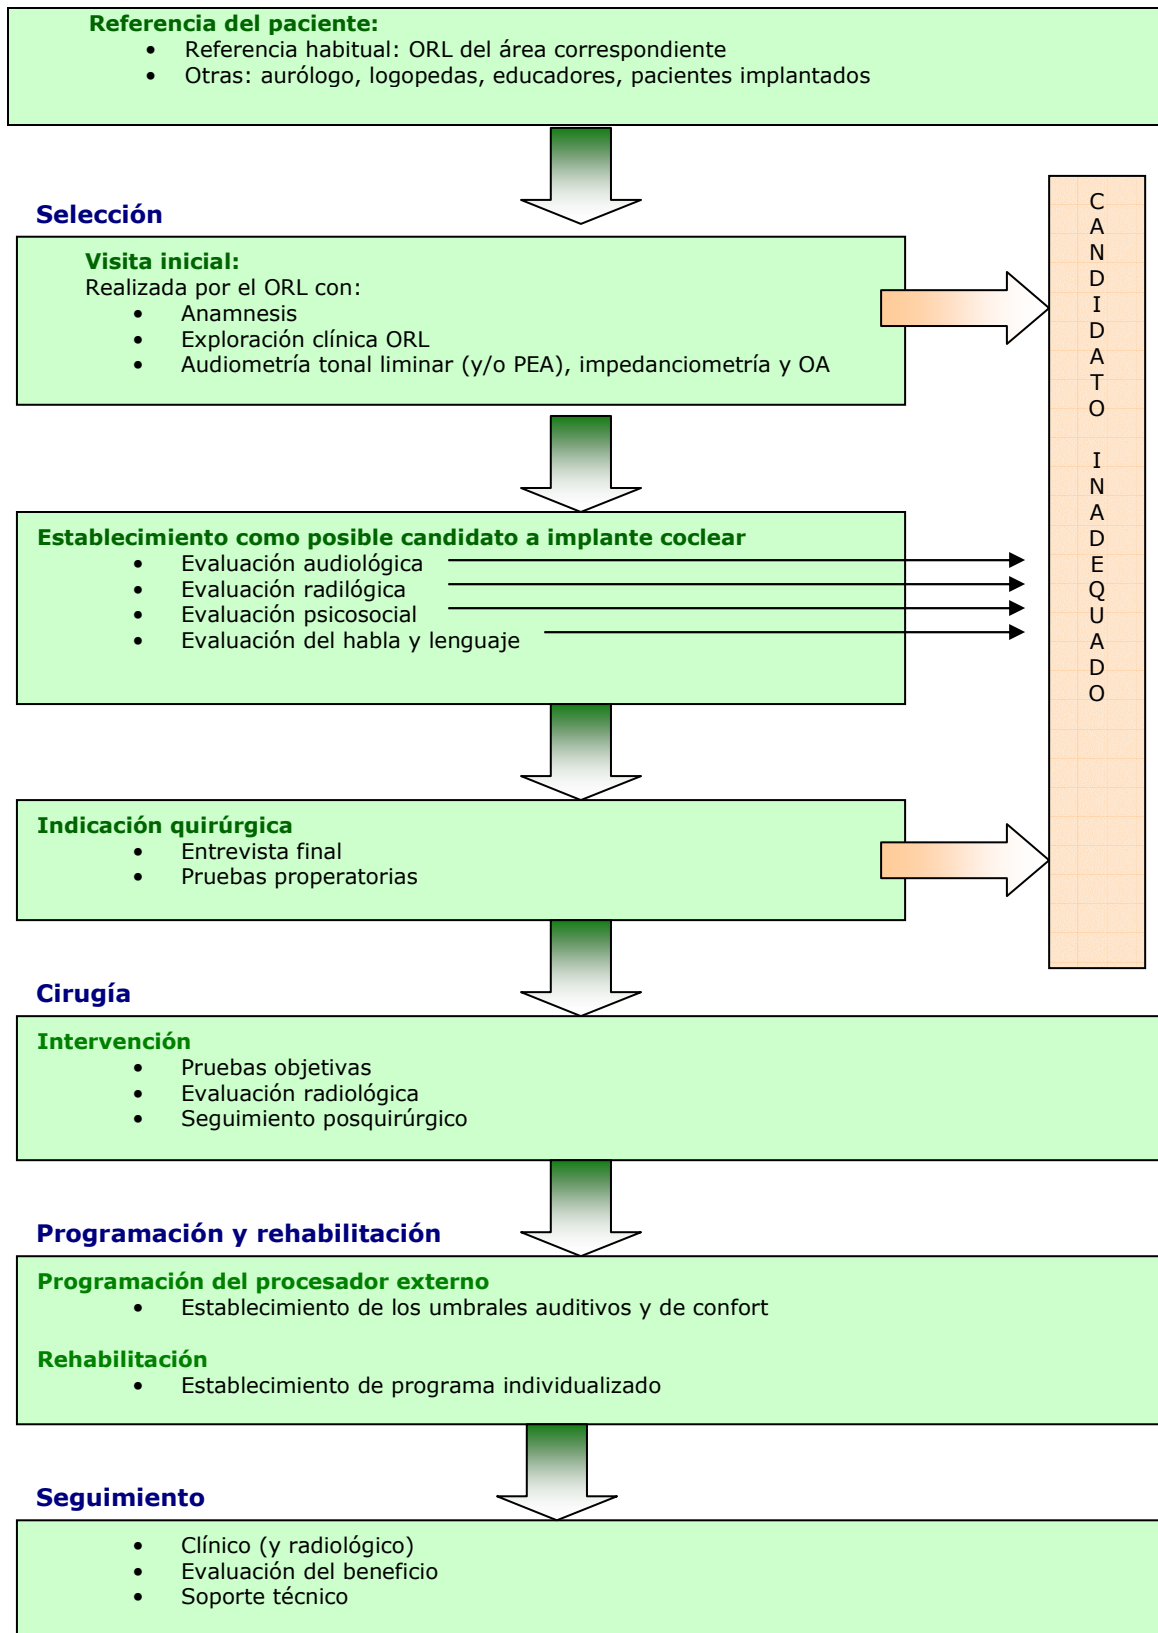 Referencia del paciente:
• Referencia habitual: ORL del área correspondiente
• Otras: aurólogo, logopedas, educadores, pacientes implantados
Selección
Visita inicial:
Realizada por el ORL con:
• Anamnesis
• Exploración clínica ORL
• Audiometría tonal liminar (y/o PEA), impedanciometría y OA
Establecimiento como posible candidato a implante coclear
• Evaluación audiológica
• Evaluación radilógica
• Evaluación psicosocial
• Evaluación del habla y lenguaje
Indicación quirúrgica
• Entrevista final
• Pruebas properatorias
CANDIDATO INADEQUADO
Cirugía
Intervención
• Pruebas objetivas
• Evaluación radiológica
• Seguimiento posquirúrgico
Programación y rehabilitación
Programación del procesador externo
• Establecimiento de los umbrales auditivos y de confort
Rehabilitación
• Establecimiento de programa individualizado
Seguimiento
• Clínico (y radiológico)
• Evaluación del beneficio
• Soporte técnico